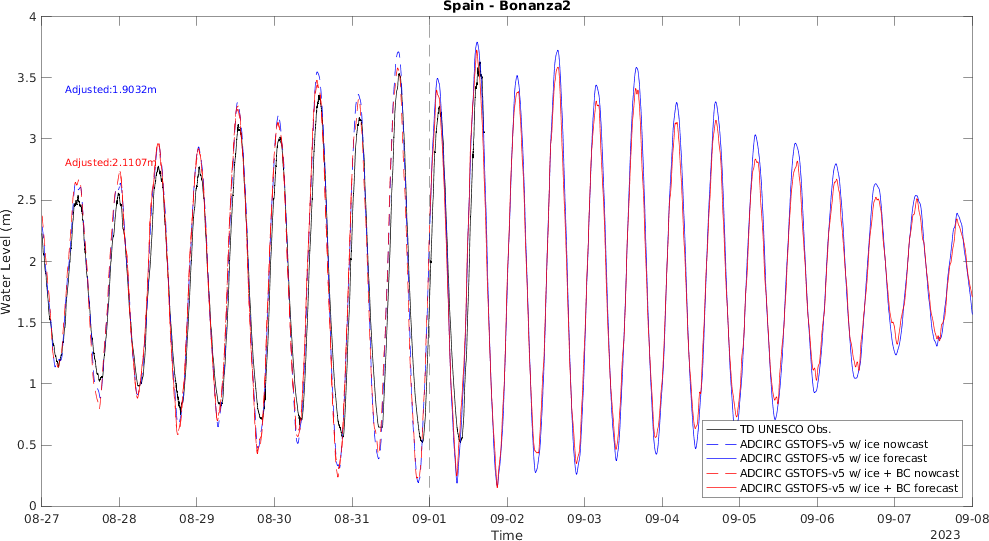 Spain - Bonanza2
4
3.5
3
2.5
2
1.5
1
0.5
0
Water Level (m)
Adjusted:1.9032m
Adjusted:2.1107m
TD UNESCO Obs.
ADCIRC GSTOFS-v5 w/ ice nowcast
ADCIRC GSTOFS-v5 w/ ice forecast
ADCIRC GSTOFS-v5 w/ ice + BC nowcast
ADCIRC GSTOFS-v5 w/ ice + BC forecast
08-27 08-28 08-29 08-30 08-31 09-01 09-02 09-03 09-04 09-05 09-06 09-07 09-08
Time
2023